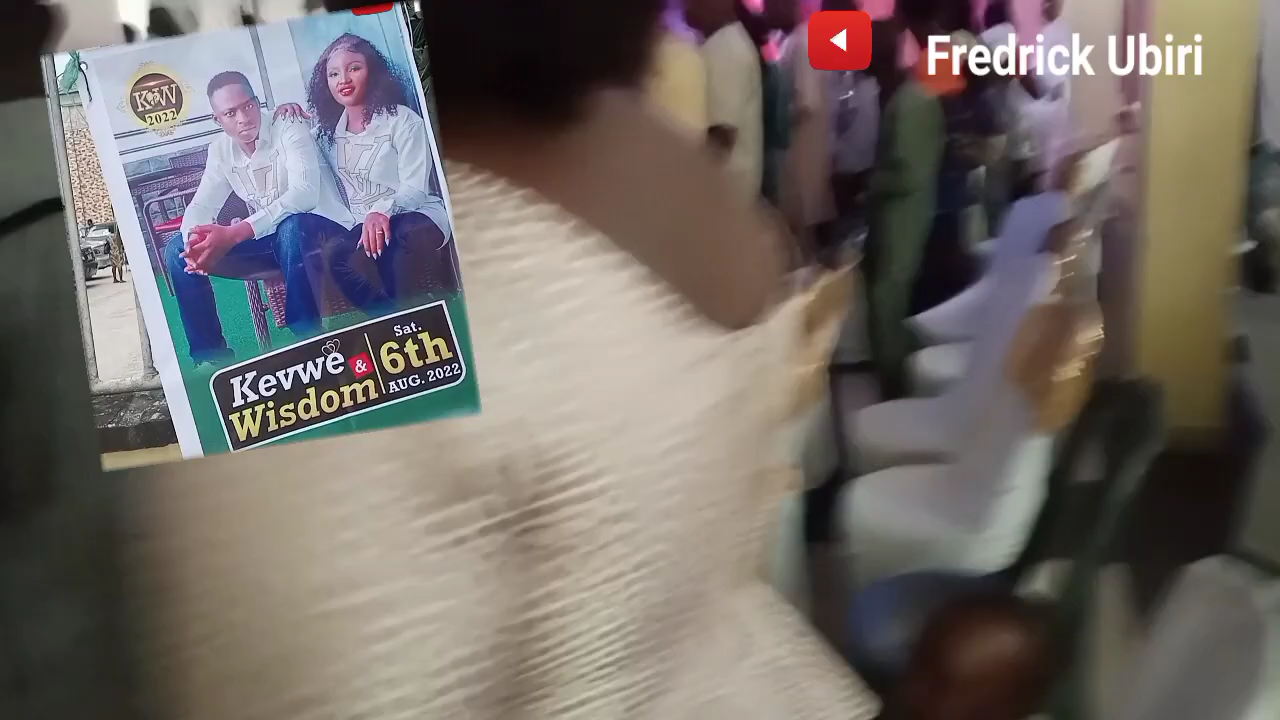 Fredrick Ubiri
K&W
2022
Kevwe &
Wisdom
Sat.
6th
AUG. 2022